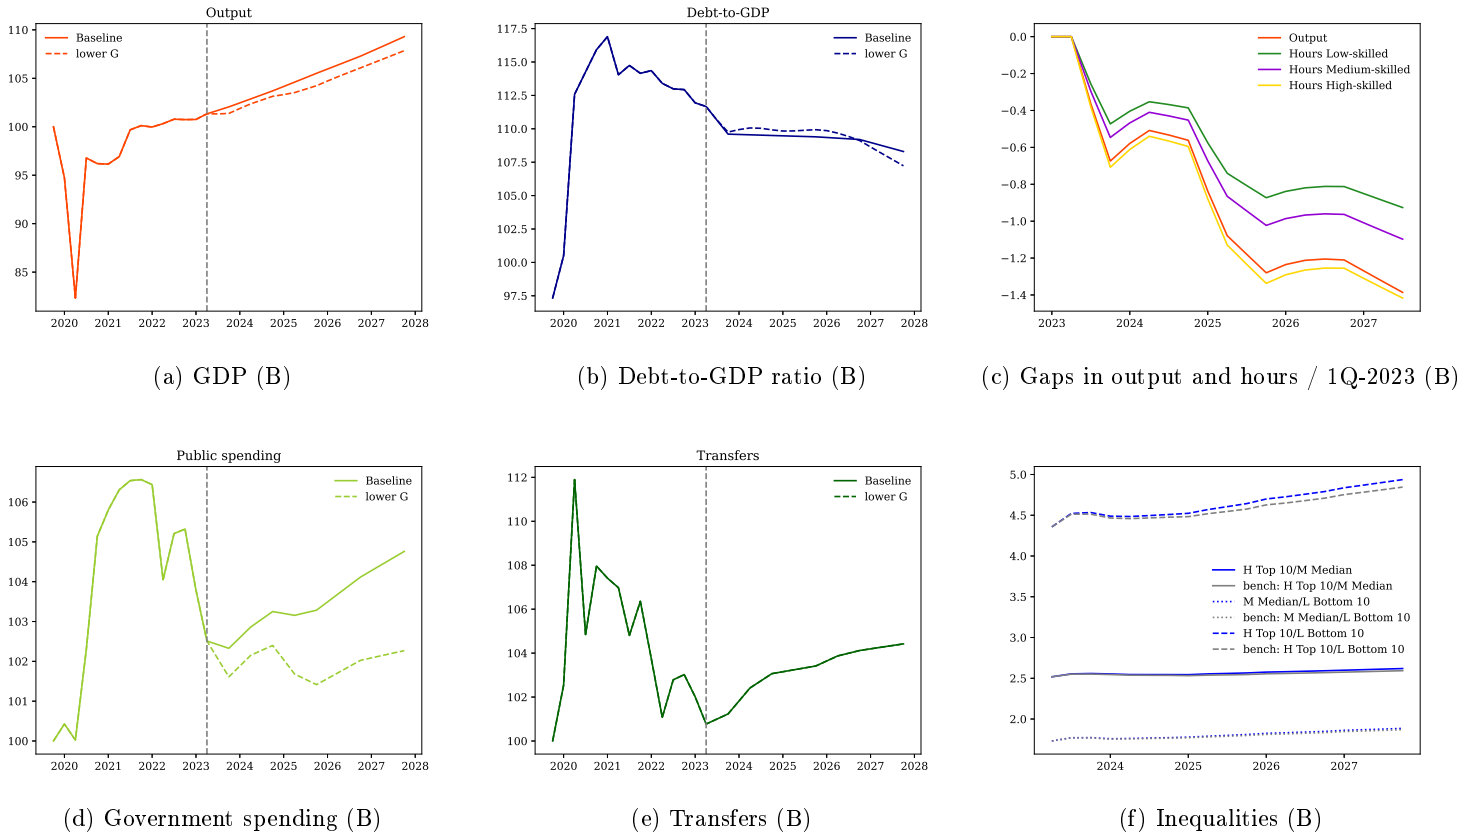 Output
110
105
100
95
90
85
2020 2021 2022 2023 2024 2025 2026 2027 2028
Baseline
lower G
(a) GDP (B)
Debt-to-GDP
117.5
115.0
112.5
110.0
107.5
105.0
102.5
100.0
97.5
2020 2021 2022 2023 2024 2025 2026 2027 2028
Baseline
lower G
(b) Debt-to-GDP ratio (B)
0.0
−0.2
−0.4
−0.6
−0.8
−1.0
−1.2
−1.4
2023 2024 2025 2026 2027
Output
Hours Low-skilled
Hours Medium-skilled
Hours High-skilled
(c) Gaps in output and hours / 1Q-2023 (B)
Public spending
106
105
104
103
102
101
100
2020 2021 2022 2023 2024 2025 2026 2027 2028
Baseline
lower G
(d) Government spending (B)
Transfers
112
110
108
106
104
102
100
2020 2021 2022 2023 2024 2025 2026 2027 2028
Baseline
lower G
(e) Transfers (B)
5.0
4.5
4.0
3.5
3.0
2.5
2.0
2024 2025 2026 2027
H Top 10/M Median
bench: H Top 10/M Median
M Median/L Bottom 10
bench: M Median/L Bottom 10
H Top 10/L Bottom 10
bench: H Top 10/L Bottom 10
(f) Inequalities (B)